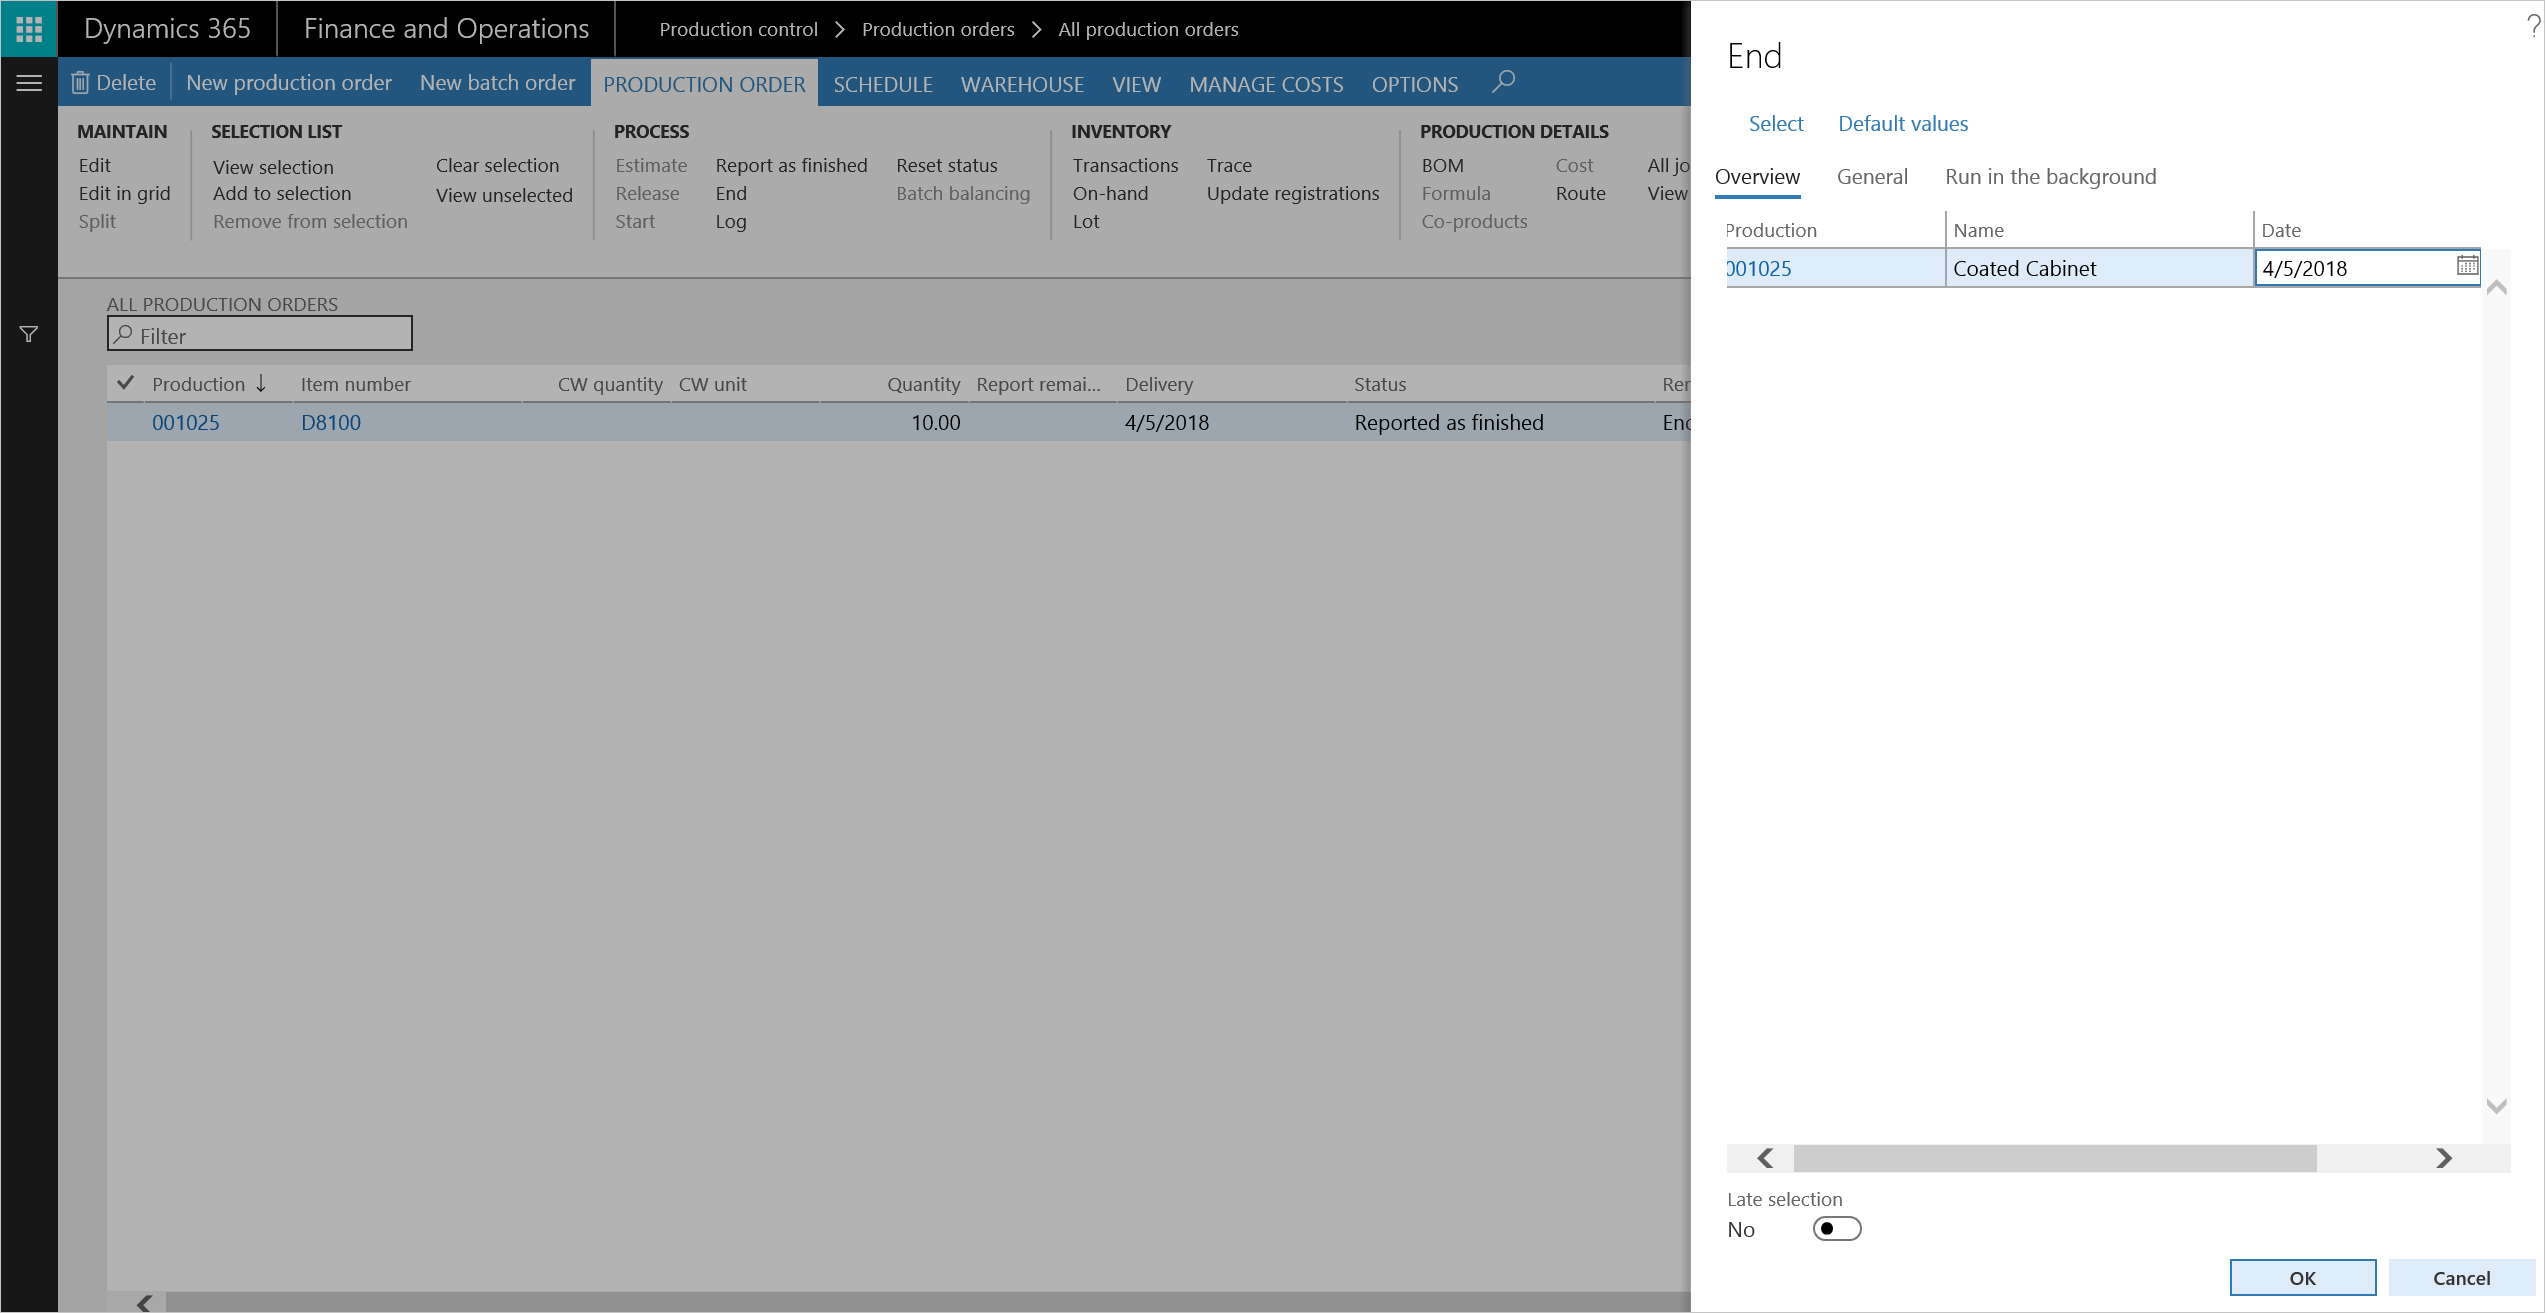 Dynamics 365 Finance and Operations Production control Production orders All production orders
Delete New production order New batch order PRODUCTION ORDER SCHEDULE WAREHOUSE VIEW MANAGE COSTS OPTIONS
MAINTAIN
Edit
Edit in grid
Split
SELECTION LIST
View selection Clear selection
Add to selection View unselected
Remove from selection
PROCESS
Estimate Report as finished Reset status
Release End Batch balancing
Start Log
INVENTORY
Transactions Trace
On-hand Update registrations
Lot
PRODUCTION DETAILS
BOM Cost All jo
Formula Route View
Co-products
ALL PRODUCTION ORDERS
Filter
Production Item number CW quantity CW unit Quantity Report remai... Delivery Status Rer
001025 D8100 10.00 4/5/2018 Reported as finished Enc
?
End
Select Default values
Overview General Run in the background
Production Name Date
001025 Coated Cabinet 4/5/2018
Late selection
No
OK Cancel